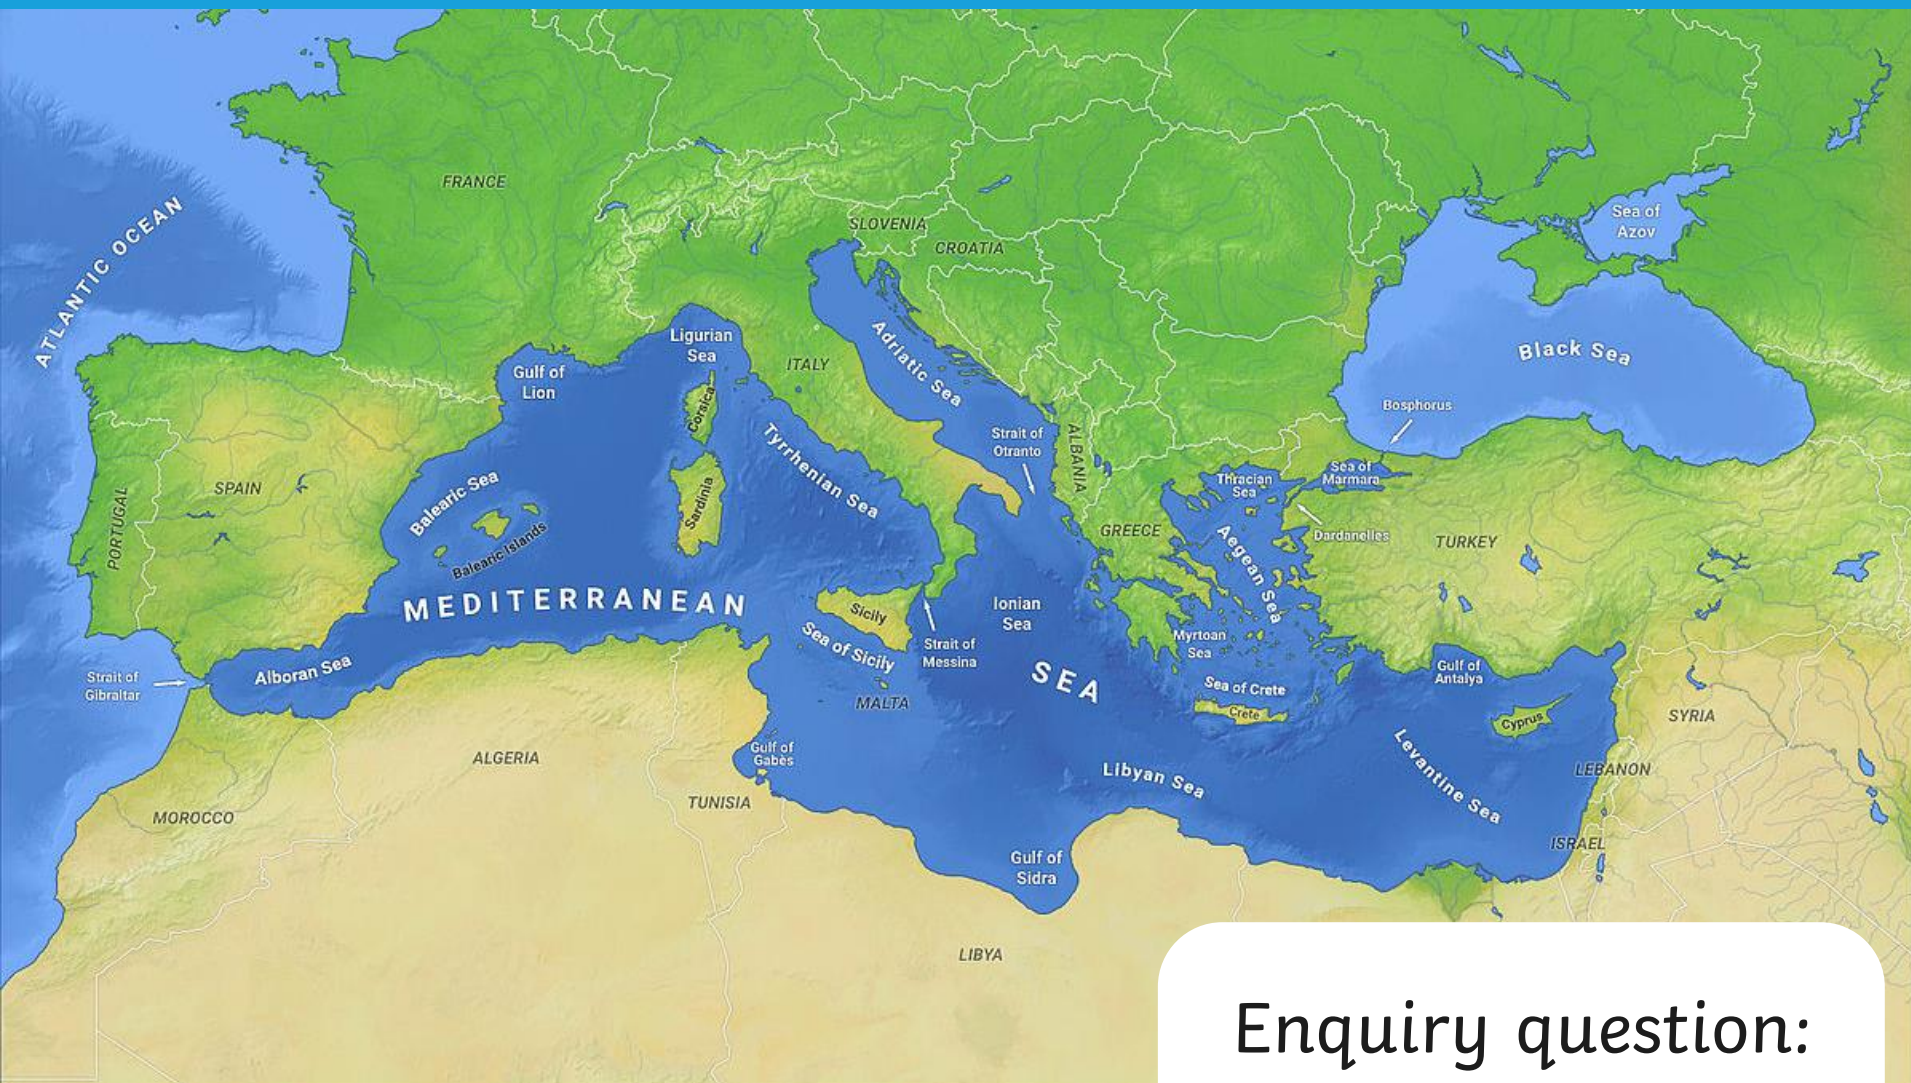 FRANCE
ATLANTIC OCEAN
SLOVENIA
CROATIA
Sea of
Azov
Ligurian
Sea
ITALY
Adriatic Sea
Black Sea
Gulf of
Lion
Corsica
Bosphorus
Tyrrhenian Sea
Strait of
Otranto
ALBANIA
SPAIN
PORTUGAL
Balearic Sea
Balearic Islands
Sardinia
Thracian
Sea
Sea of
Marmara
GREECE
Aegean Sea
Dardanelles
TURKEY
MEDITERRANEAN
Sicily
Ionian
Sea
Sea of Sicily
Strait of
Messina
Myrtoan
Sea
SEA
Strait of
Gibraltar
Alboran Sea
MALTA
Sea of Crete
Crete
Gulf of
Antalya
Cyprus
SYRIA
ALGERIA
Gulf of
Gabès
Libyan Sea
Levantine Sea
LEBANON
MOROCCO
TUNISIA
ISRAEL
Gulf of
Sidra
LIBYA
Enquiry question: